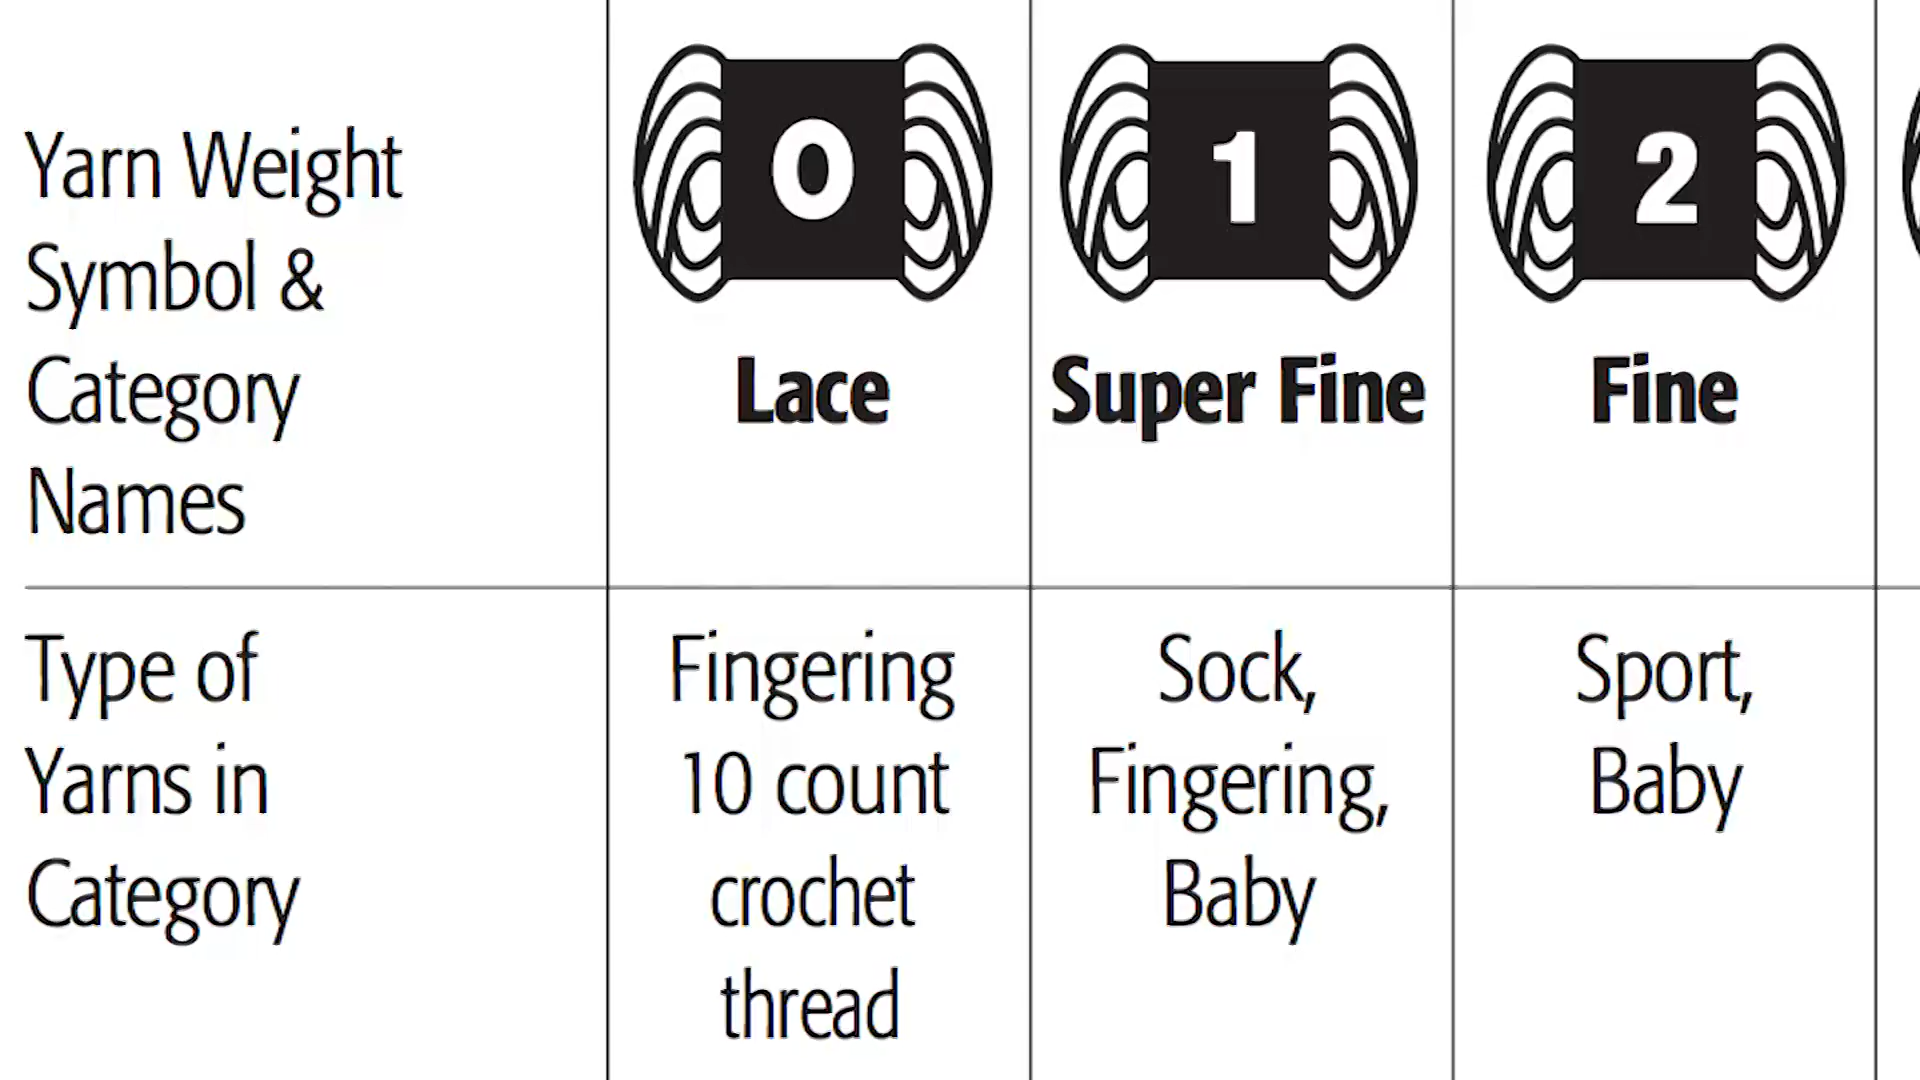 Yarn Weight
Symbol &
Category
Names
0
Lace
1
Super Fine
2
Fine
Type of
Yarns in
Category
Fingering
10 count
crochet
thread
Sock,
Fingering,
Baby
Sport,
Baby